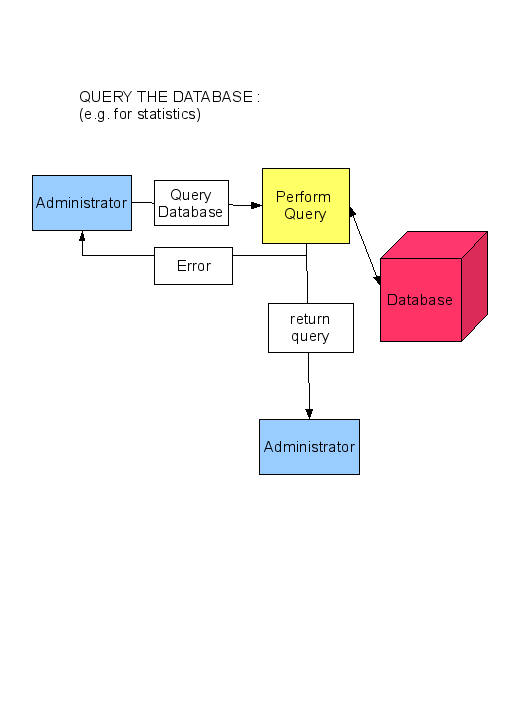 QUERY THE DATABASE :
(e.g. for statistics)
Administrator
Query
Database
Perform
Query
Error
Database
return
query
Administrator